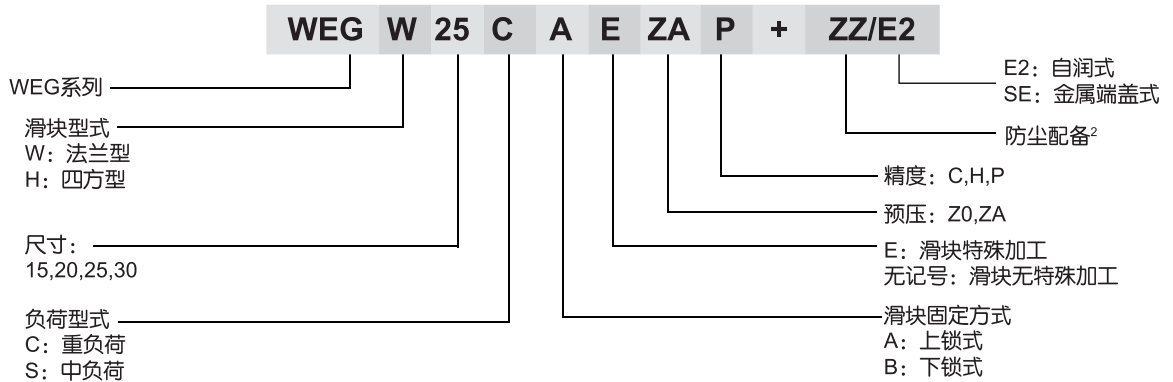 WEG W 25 C A E ZA P + ZZ/E2
WEG系列
滑块型式
W：法兰型
H：四方型
尺寸：
15,20,25,30
负荷型式
C：重负荷
S：中负荷
E2：自润式
SE：金属端盖式
防尘配备²
精度：C,H,P
预压：Z0,ZA
E：滑块特殊加工
无记号：滑块无特殊加工
滑块固定方式
A：上锁式
B：下锁式